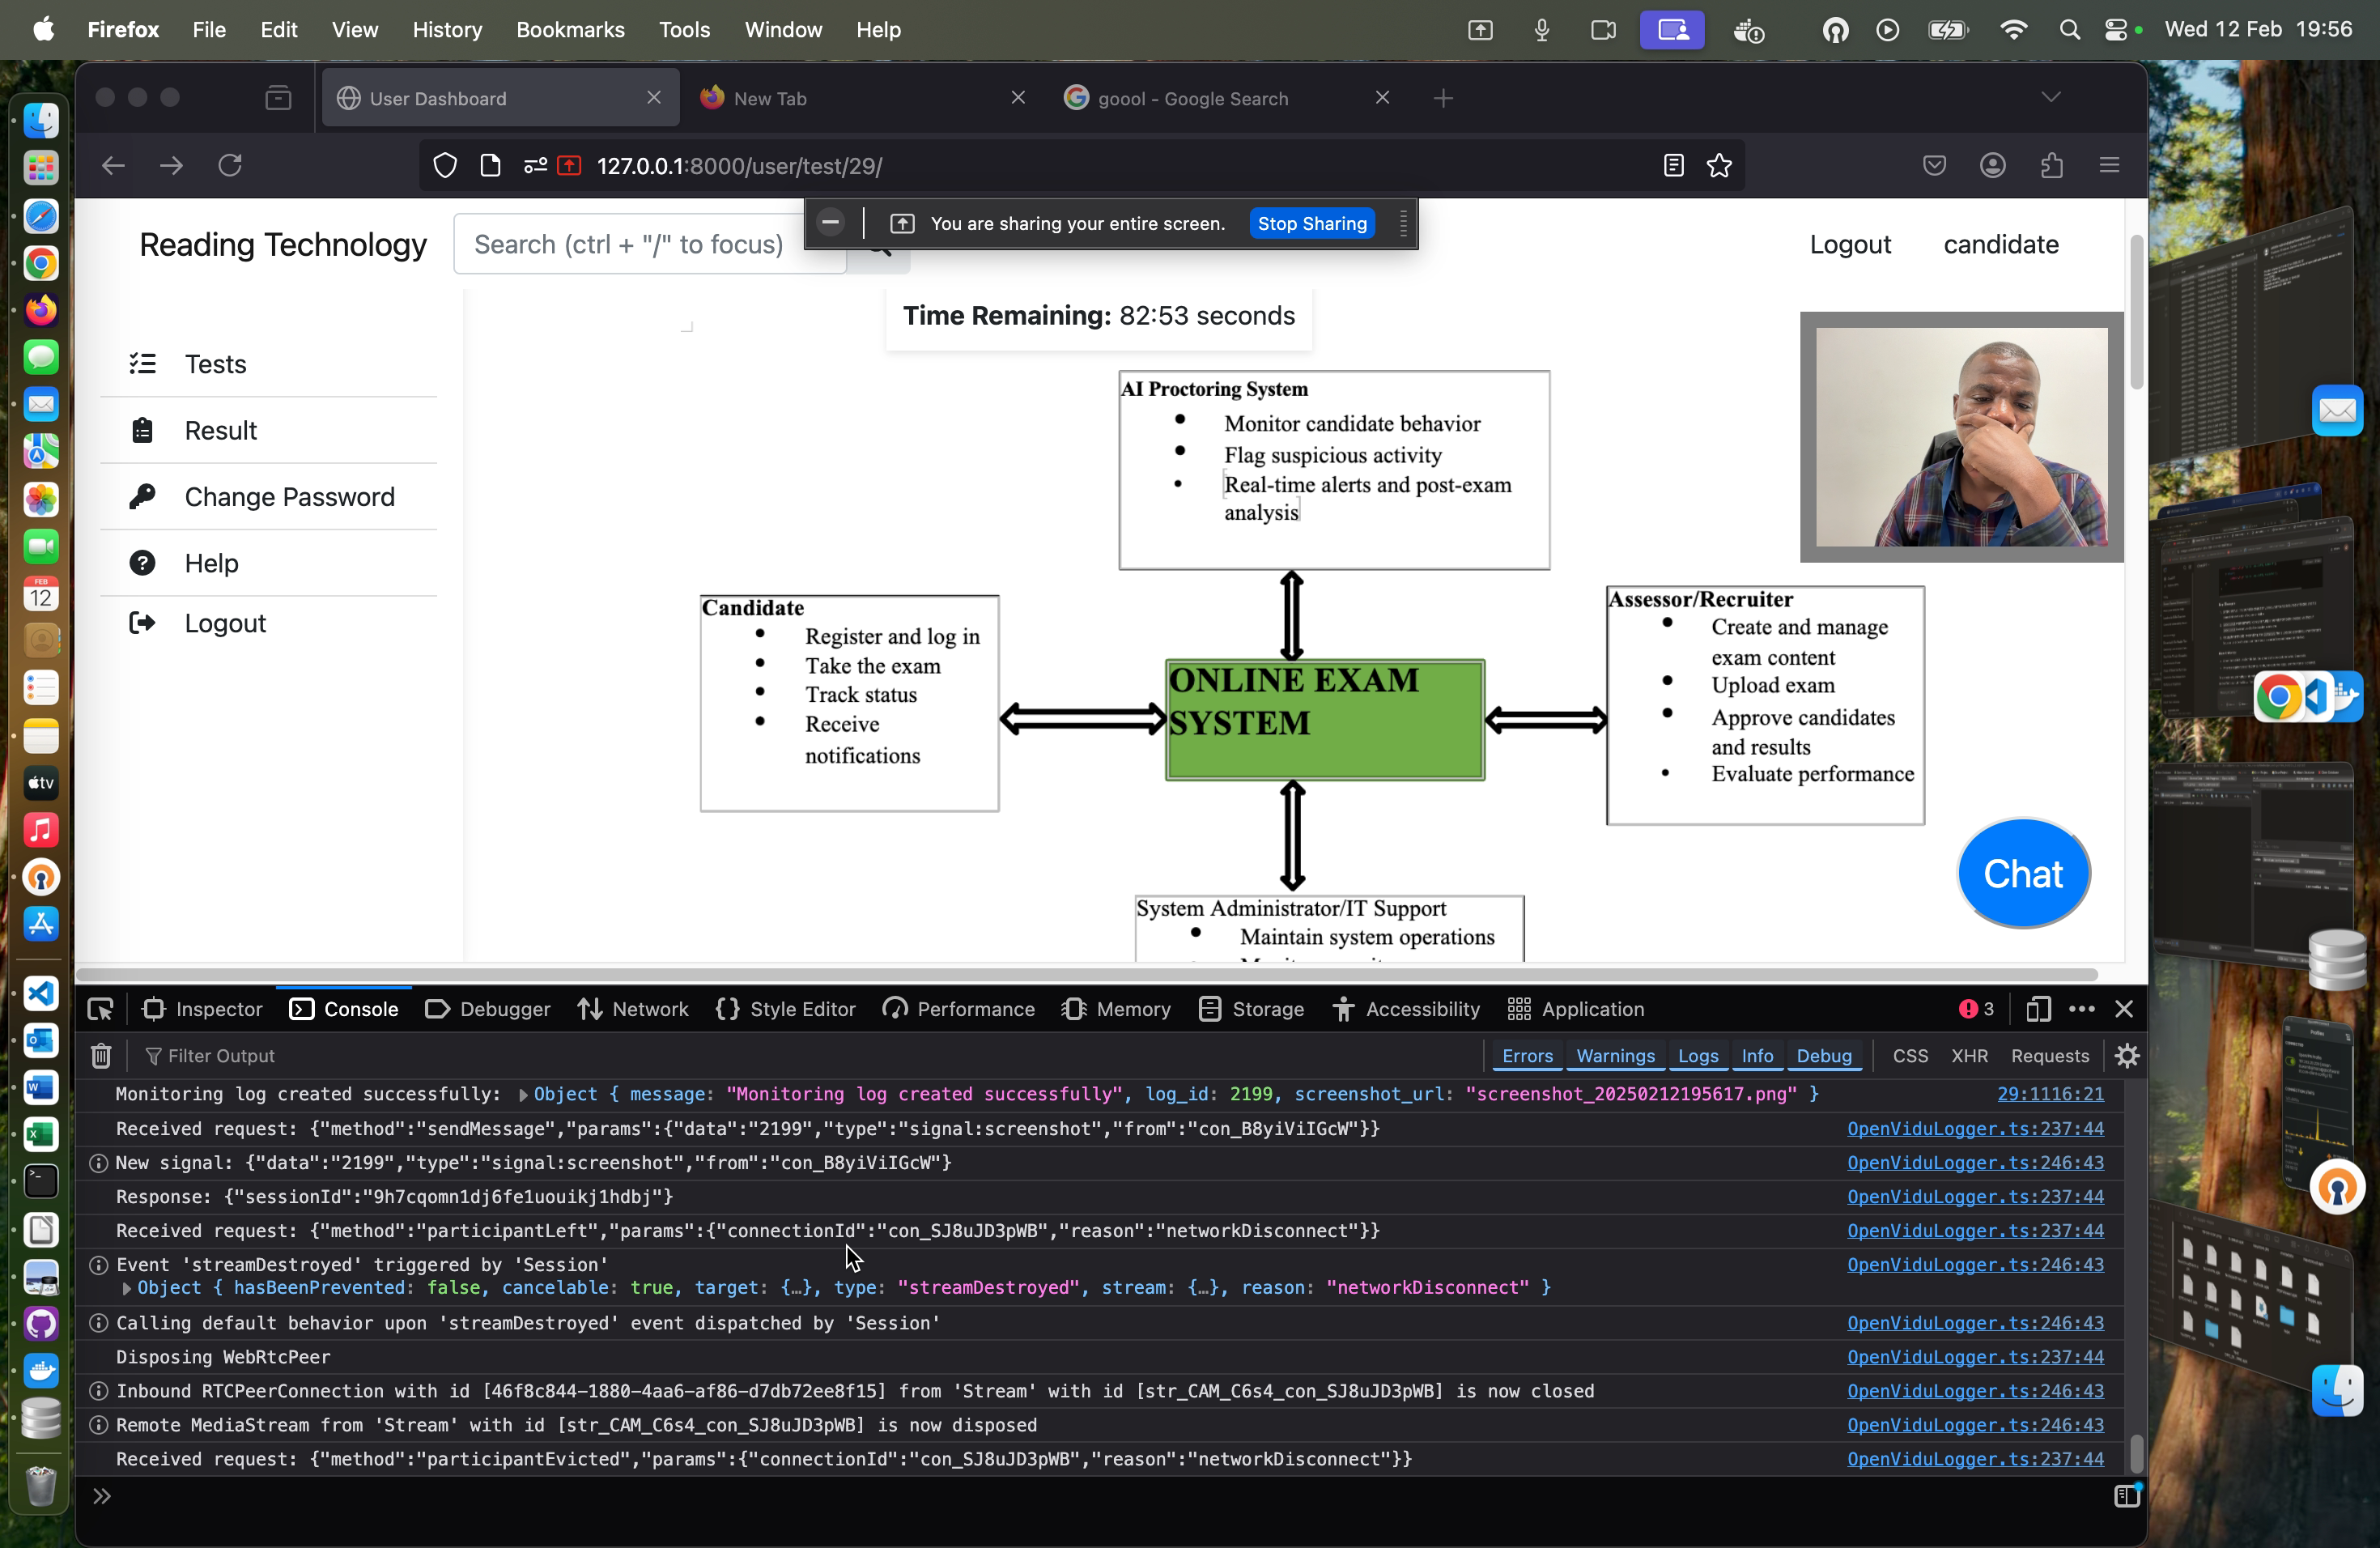 Firefox File Edit View History Bookmarks Tools Window Help Wed 12 Feb 19:56
User Dashboard New Tab goool - Google Search
127.0.0.1:8000/user/test/29/
You are sharing your entire screen. Stop Sharing
Reading Technology Search (ctrl + "/" to focus) Logout candidate
Time Remaining: 82:53 seconds
Tests
Result
Change Password
Help
Logout
AI Proctoring System
Monitor candidate behavior
Flag suspicious activity
Real-time alerts and post-exam
analysis
Candidate
Register and log in
Take the exam
Track status
Receive
notifications
ONLINE EXAM
SYSTEM
Assessor/Recruiter
Create and manage
exam content
Upload exam
Approve candidates
and results
Evaluate performance
System Administrator/IT Support
Maintain system operations
Chat
FEB
12
tv
Inspector Console Debugger Network Style Editor Performance Memory Storage Accessibility Application 3
Filter Output Errors Warnings Logs Info Debug CSS XHR Requests
Monitoring log created successfully: Object { message: "Monitoring log created successfully", log_id: 2199, screenshot_url: "screenshot_20250212195617.png" } 29:1116:21
Received request: {"method":"sendMessage","params":{"data":"2199","type":"signal:screenshot","from":"con_B8yiViIGcW"}} OpenViduLogger.ts:237:44
New signal: {"data":"2199","type":"signal:screenshot","from":"con_B8yiViIGcW"} OpenViduLogger.ts:246:43
Response: {"sessionId":"9h7cqomn1dj6fe1uouikj1hdbj"} OpenViduLogger.ts:237:44
Received request: {"method":"participantLeft","params":{"connectionId":"con_SJ8uJD3pWB","reason":"networkDisconnect"}} OpenViduLogger.ts:237:44
Event 'streamDestroyed' triggered by 'Session' OpenViduLogger.ts:246:43
Object { hasBeenPrevented: false, cancelable: true, target: {…}, type: "streamDestroyed", stream: {…}, reason: "networkDisconnect" }
Calling default behavior upon 'streamDestroyed' event dispatched by 'Session' OpenViduLogger.ts:246:43
Disposing WebRtcPeer OpenViduLogger.ts:237:44
Inbound RTCPeerConnection with id [46f8c844-1880-4aa6-af86-d7db72ee8f15] from 'Stream' with id [str_CAM_C6s4_con_SJ8uJD3pWB] is now closed OpenViduLogger.ts:246:43
Remote MediaStream from 'Stream' with id [str_CAM_C6s4_con_SJ8uJD3pWB] is now disposed OpenViduLogger.ts:246:43
Received request: {"method":"participantEvicted","params":{"connectionId":"con_SJ8uJD3pWB","reason":"networkDisconnect"}} OpenViduLogger.ts:237:44